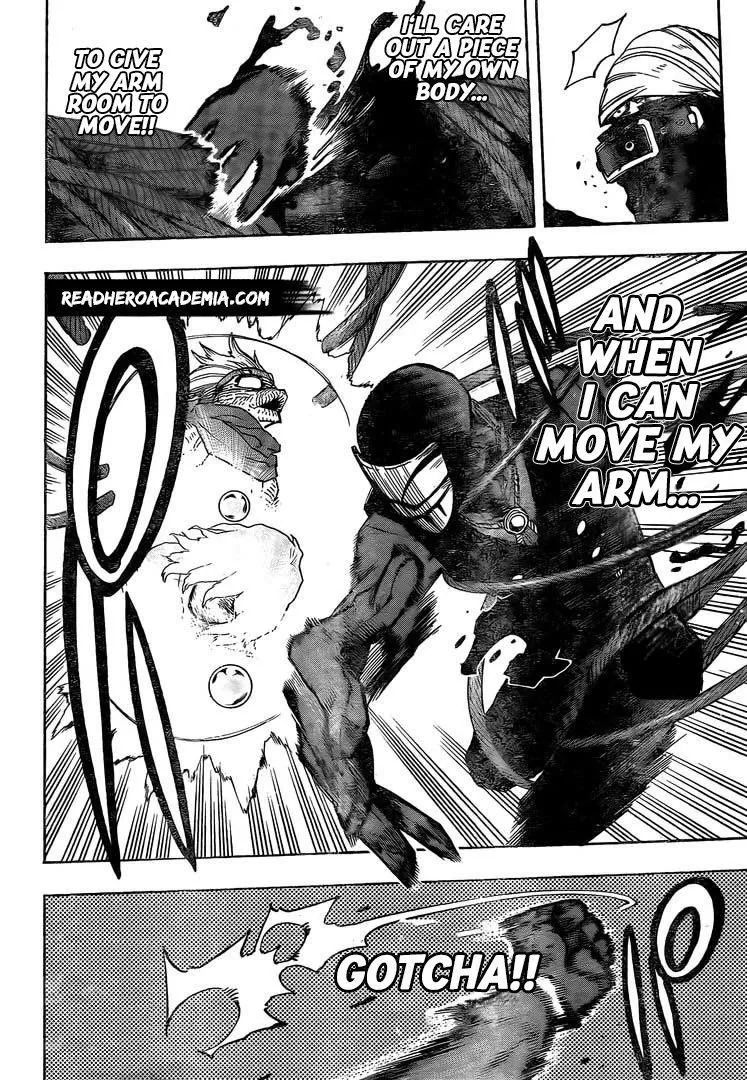 I'LL CARE
OUT A PIECE
OF MY OWN
BODY...
TO GIVE
MY ARM
ROOM TO
MOVE!!
READHEROACADEMIA.COM
AND
WHEN
I CAN
MOVE MY
ARM...
GOTCHA!!